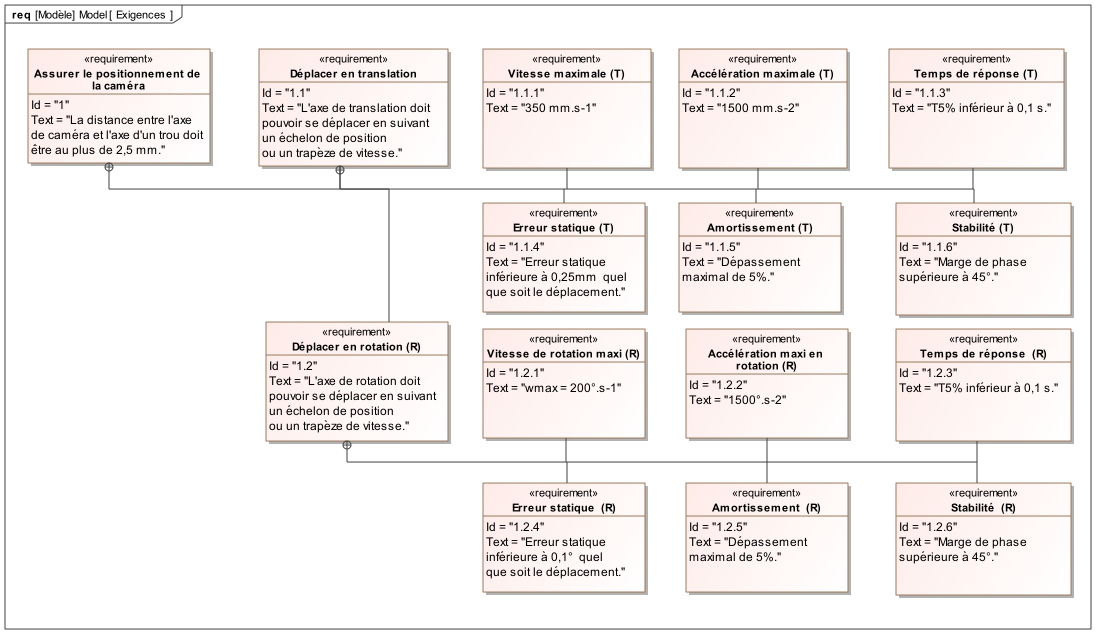 req [Modèle] Model[ Exigences ]
«requirement»
Assurer le positionnement de
la caméra
Id = "1"
Text = "La distance entre l'axe
de caméra et l'axe d'un trou doit
être au plus de 2,5 mm."
«requirement»
Déplacer en translation
Id = "1.1"
Text = "L'axe de translation doit
pouvoir se déplacer en suivant
un échelon de position
ou un trapèze de vitesse."
«requirement»
Vitesse maximale (T)
Id = "1.1.1"
Text = "350 mm.s-1"
«requirement»
Accélération maximale (T)
Id = "1.1.2"
Text = "1500 mm.s-2"
«requirement»
Temps de réponse (T)
Id = "1.1.3"
Text = "T5% inférieur à 0,1 s."
«requirement»
Erreur statique (T)
Id = "1.1.4"
Text = "Erreur statique
inférieure à 0,25mm quel
que soit le déplacement."
«requirement»
Amortissement (T)
Id = "1.1.5"
Text = "Dépassement
maximal de 5%."
«requirement»
Stabilité (T)
Id = "1.1.6"
Text = "Marge de phase
supérieure à 45°."
«requirement»
Déplacer en rotation (R)
Id = "1.2"
Text = "L'axe de rotation doit
pouvoir se déplacer en suivant
un échelon de position
ou un trapèze de vitesse."
«requirement»
Vitesse de rotation maxi (R)
Id = "1.2.1"
Text = "wmax = 200°.s-1"
«requirement»
Accélération maxi en
rotation (R)
Id = "1.2.2"
Text = "1500°.s-2"
«requirement»
Temps de réponse (R)
Id = "1.2.3"
Text = "T5% inférieur à 0,1 s."
«requirement»
Erreur statique (R)
Id = "1.2.4"
Text = "Erreur statique
inférieure à 0,1° quel
que soit le déplacement."
«requirement»
Amortissement (R)
Id = "1.2.5"
Text = "Dépassement
maximal de 5%."
«requirement»
Stabilité (R)
Id = "1.2.6"
Text = "Marge de phase
supérieure à 45°."